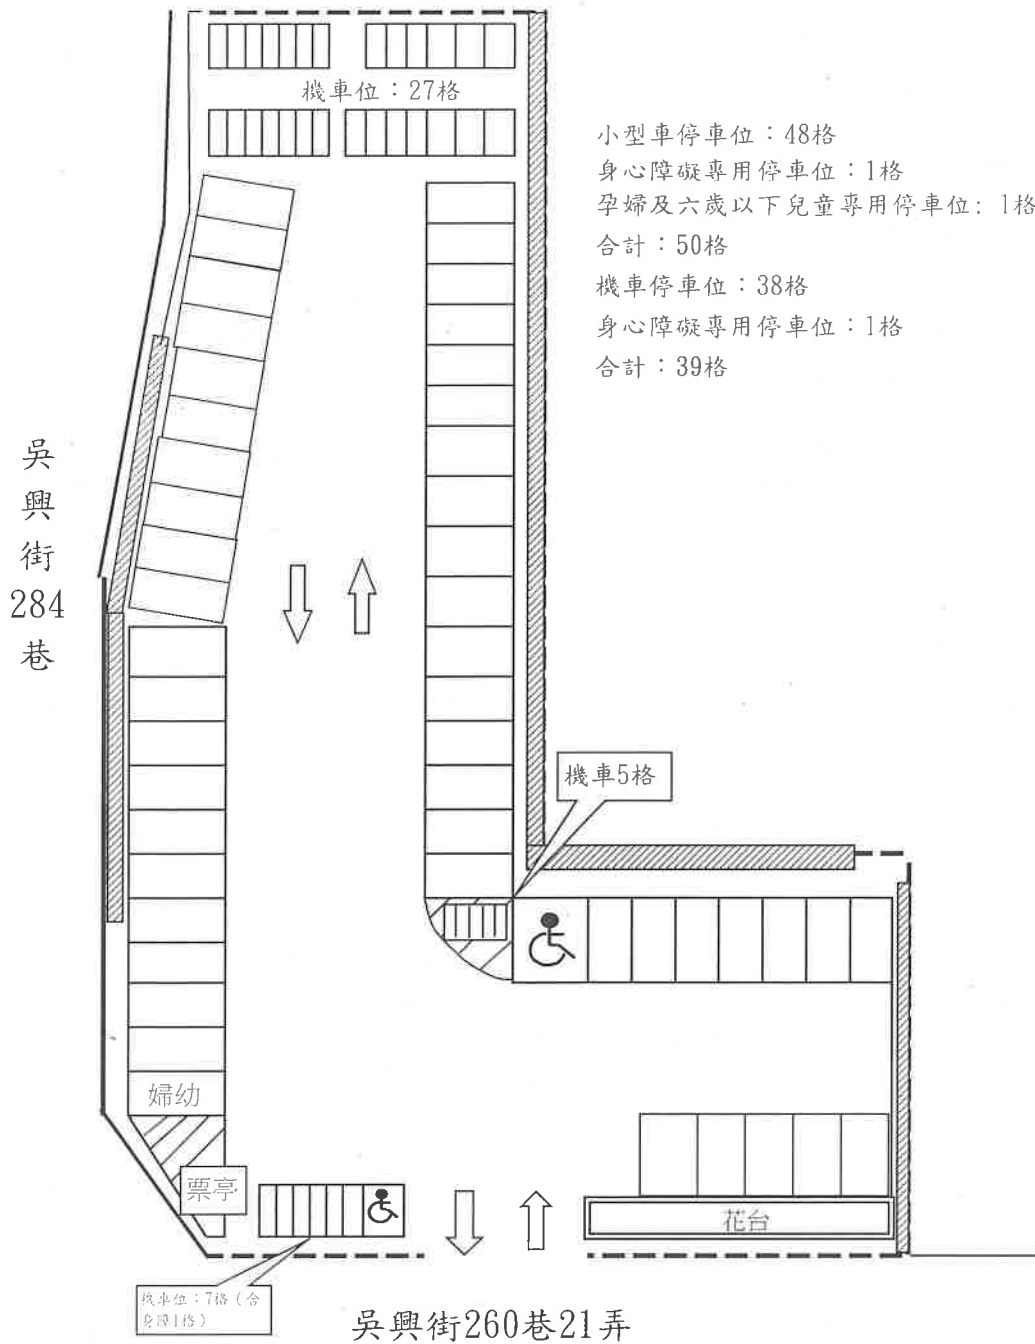 機車位：27格
小型車停車位：48格
身心障礙專用停車位：1格
孕婦及六歲以下兒童專用停車位：1格
合計：50格
機車停車位：38格
身心障礙專用停車位：1格
合計：39格
吳興街284巷
機車5格
婦幼
票亭
花台
機車位：7格（含
身障1格）
吳興街260巷21弄